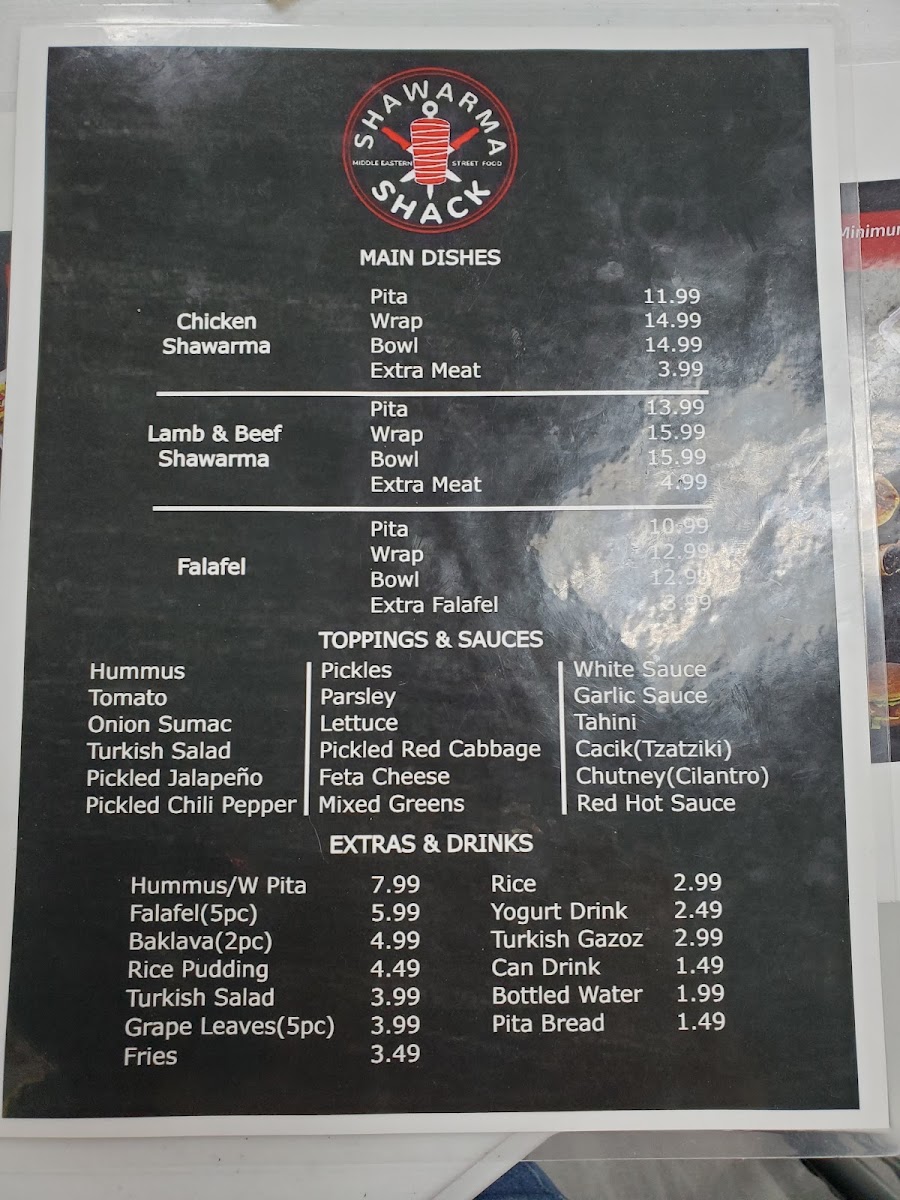 SHAWARMA
MIDDLE EASTERN STREET FOOD
SHACK
Minimum
MAIN DISHES
Chicken Shawarma
Pita 11.99
Wrap 14.99
Bowl 14.99
Extra Meat 3.99
Lamb & Beef Shawarma
Pita 13.99
Wrap 15.99
Bowl 15.99
Extra Meat 4.99
Falafel
Pita 10.99
Wrap 12.99
Bowl 12.99
Extra Falafel 3.99
TOPPINGS & SAUCES
Hummus
Tomato
Onion Sumac
Turkish Salad
Pickled Jalapeño
Pickled Chili Pepper
Pickles
Parsley
Lettuce
Pickled Red Cabbage
Feta Cheese
Mixed Greens
White Sauce
Garlic Sauce
Tahini
Cacik(Tzatziki)
Chutney(Cilantro)
Red Hot Sauce
EXTRAS & DRINKS
Hummus/W Pita 7.99
Falafel(5pc) 5.99
Baklava(2pc) 4.99
Rice Pudding 4.49
Turkish Salad 3.99
Grape Leaves(5pc) 3.99
Fries 3.49
Rice 2.99
Yogurt Drink 2.49
Turkish Gazoz 2.99
Can Drink 1.49
Bottled Water 1.99
Pita Bread 1.49